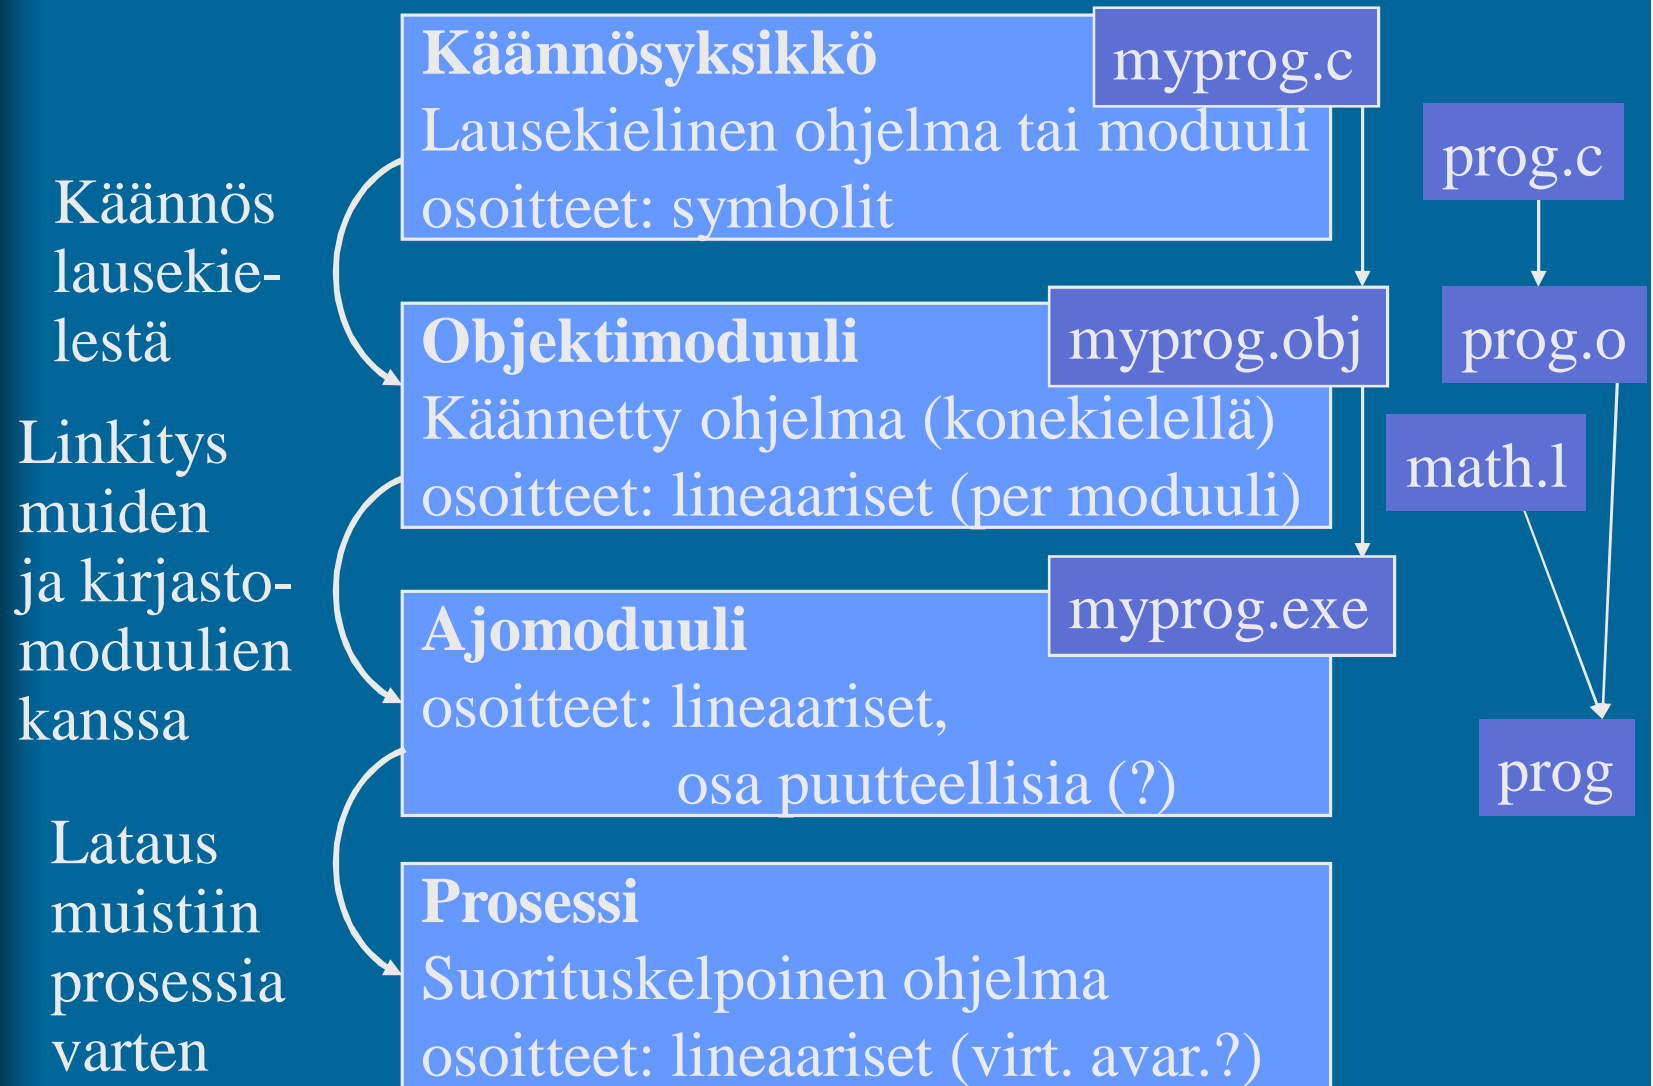 Käännösyksikkö
myprog.c
Lausekielinen ohjelma tai moduuli
osoitteet: symbolit
prog.c
Käännös
lausekie-
lestä
Objektimoduuli
myprog.obj
prog.o
Käännetty ohjelma (konekielellä)
osoitteet: lineaariset (per moduuli)
math.l
Linkitys
muiden
ja kirjasto-
moduulien
kanssa
Ajomoduuli
myprog.exe
osoitteet: lineaariset,
osa puutteellisia (?)
prog
Lataus
muistiin
prosessia
varten
Prosessi
Suorituskelpoinen ohjelma
osoitteet: lineaariset (virt. avar.?)